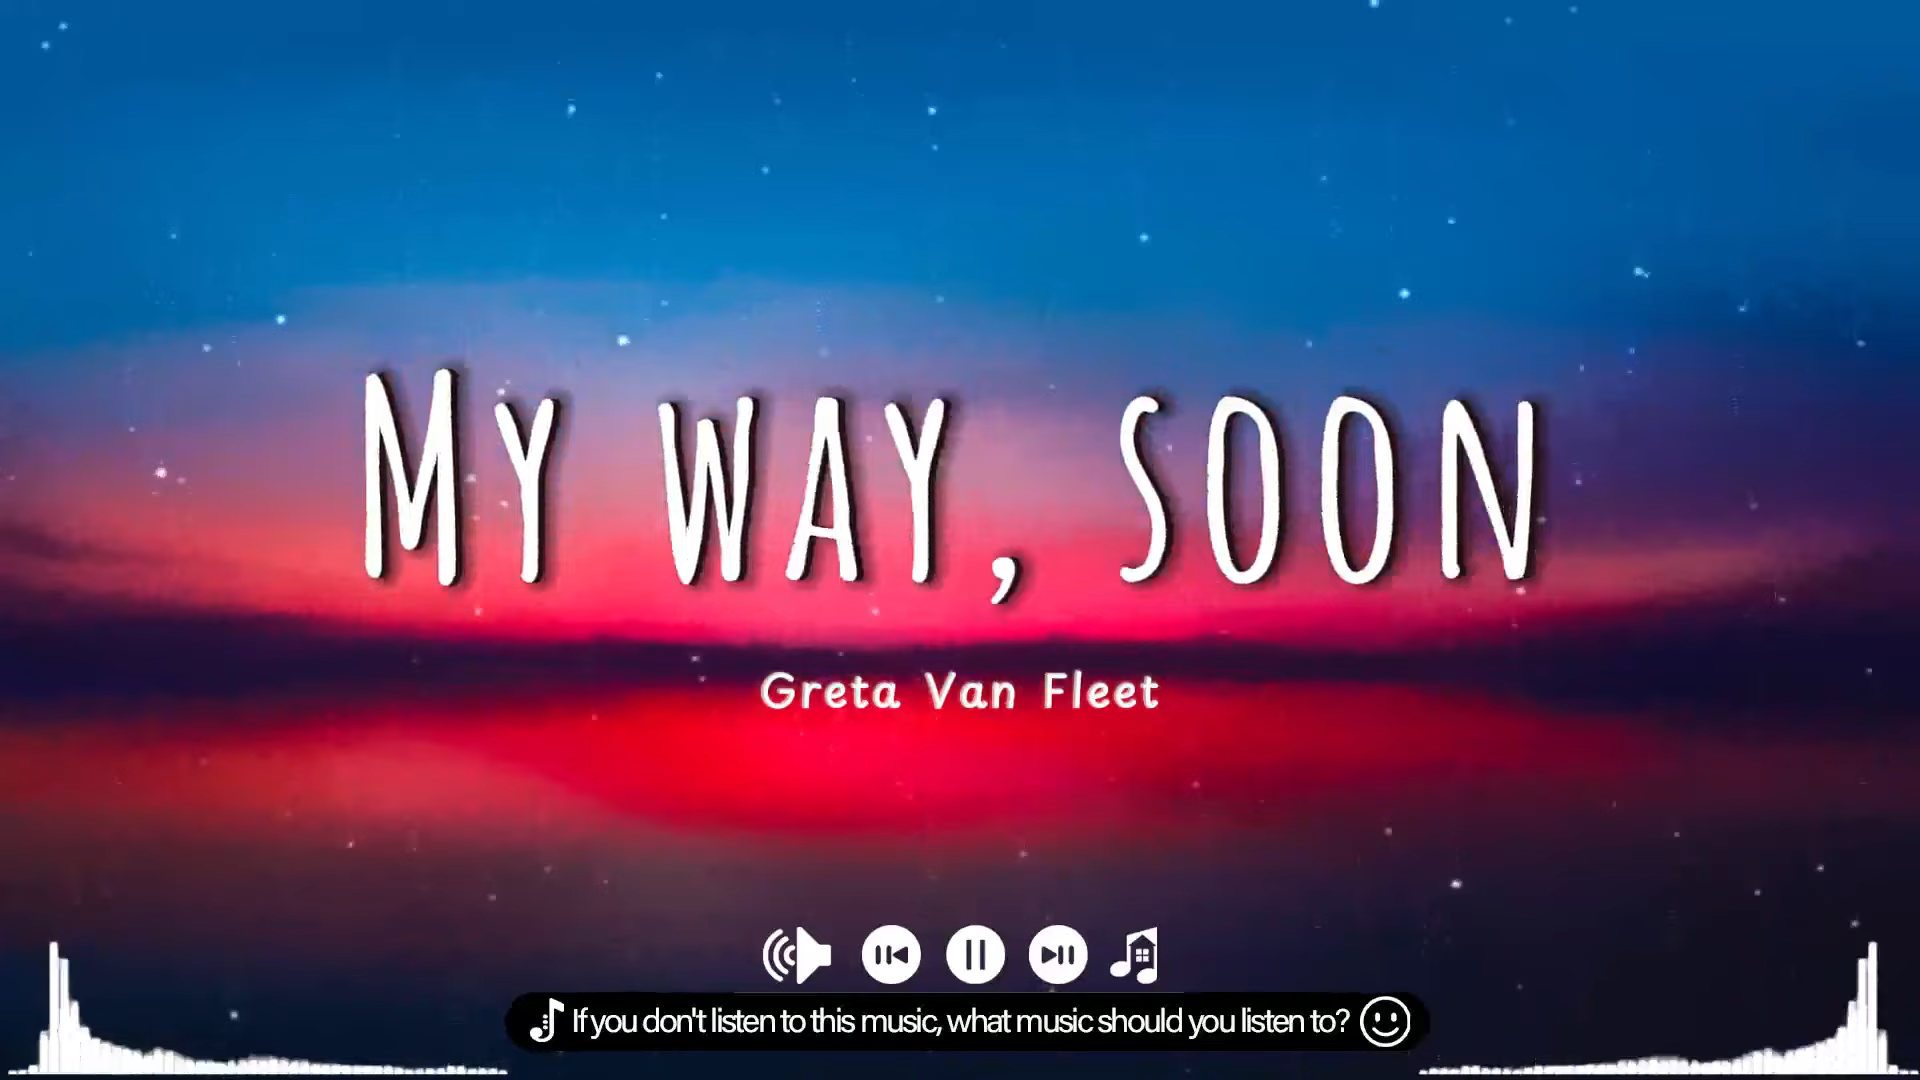 My way, soon
Greta Van Fleet
If you don't listen to this music, what music should you listen to?